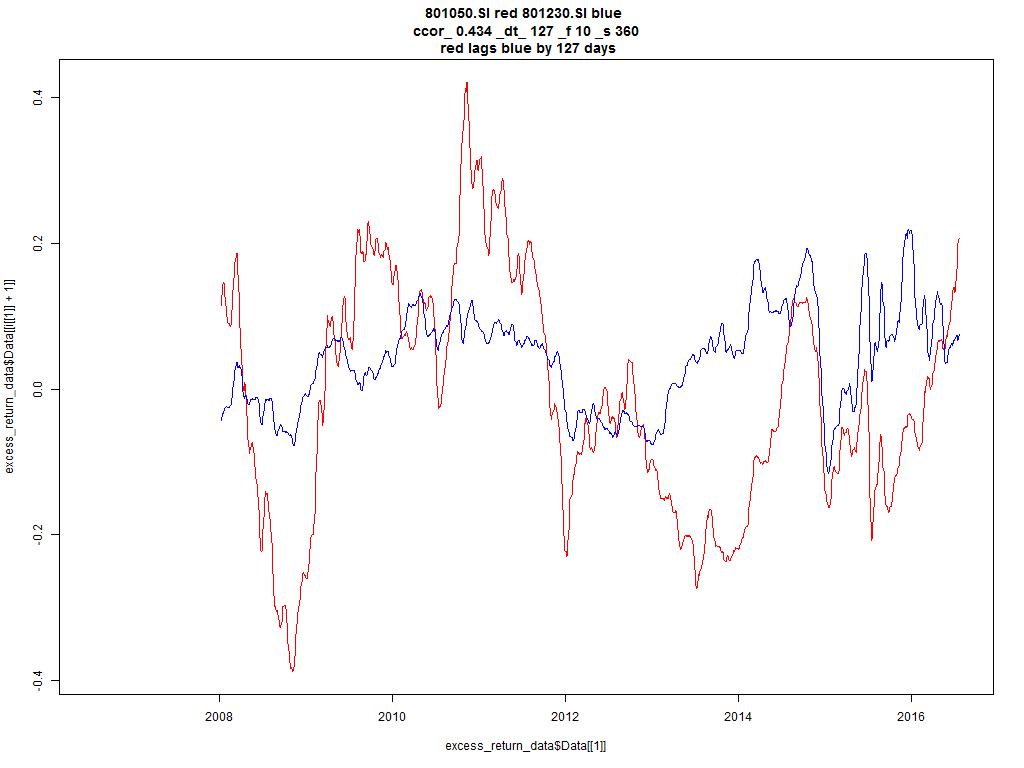 801050.SI red 801230.SI blue
ccor_ 0.434 _dt_ 127 _f 10 _s 360
red lags blue by 127 days
0.4
0.2
0.0
-0.2
-0.4
excess_return_data$Data[[i[[1]] + 1]]
2008
2010
2012
2014
2016
excess_return_data$Data[[1]]